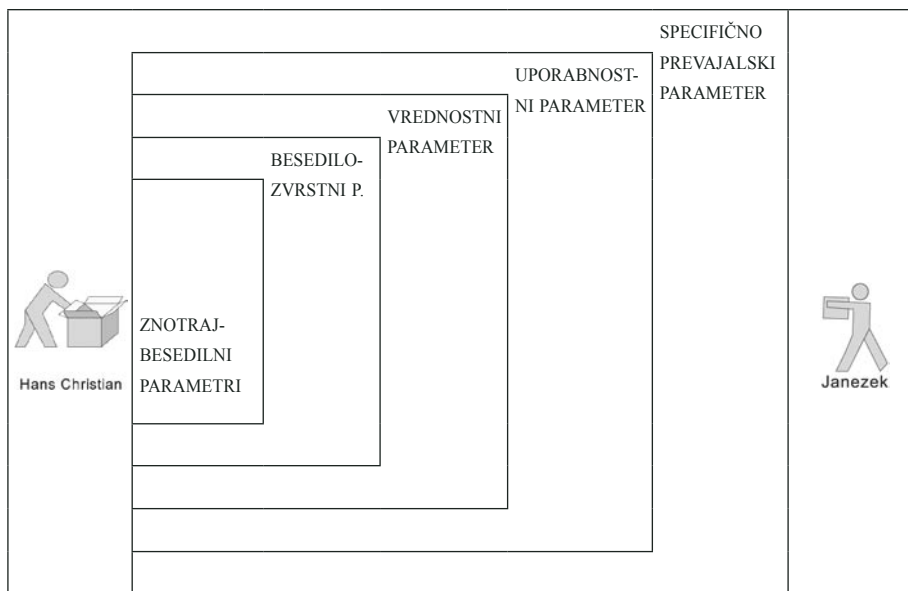 SPECIFIČNO
PREVAJALSKI
PARAMETER
UPORABNOST-
NI PARAMETER
VREDNOSTNI
PARAMETER
BESEDILO-
ZVRSTNI P.
ZNOTRAJ-
BESEDILNI
PARAMETRI
Hans Christian
Janezek